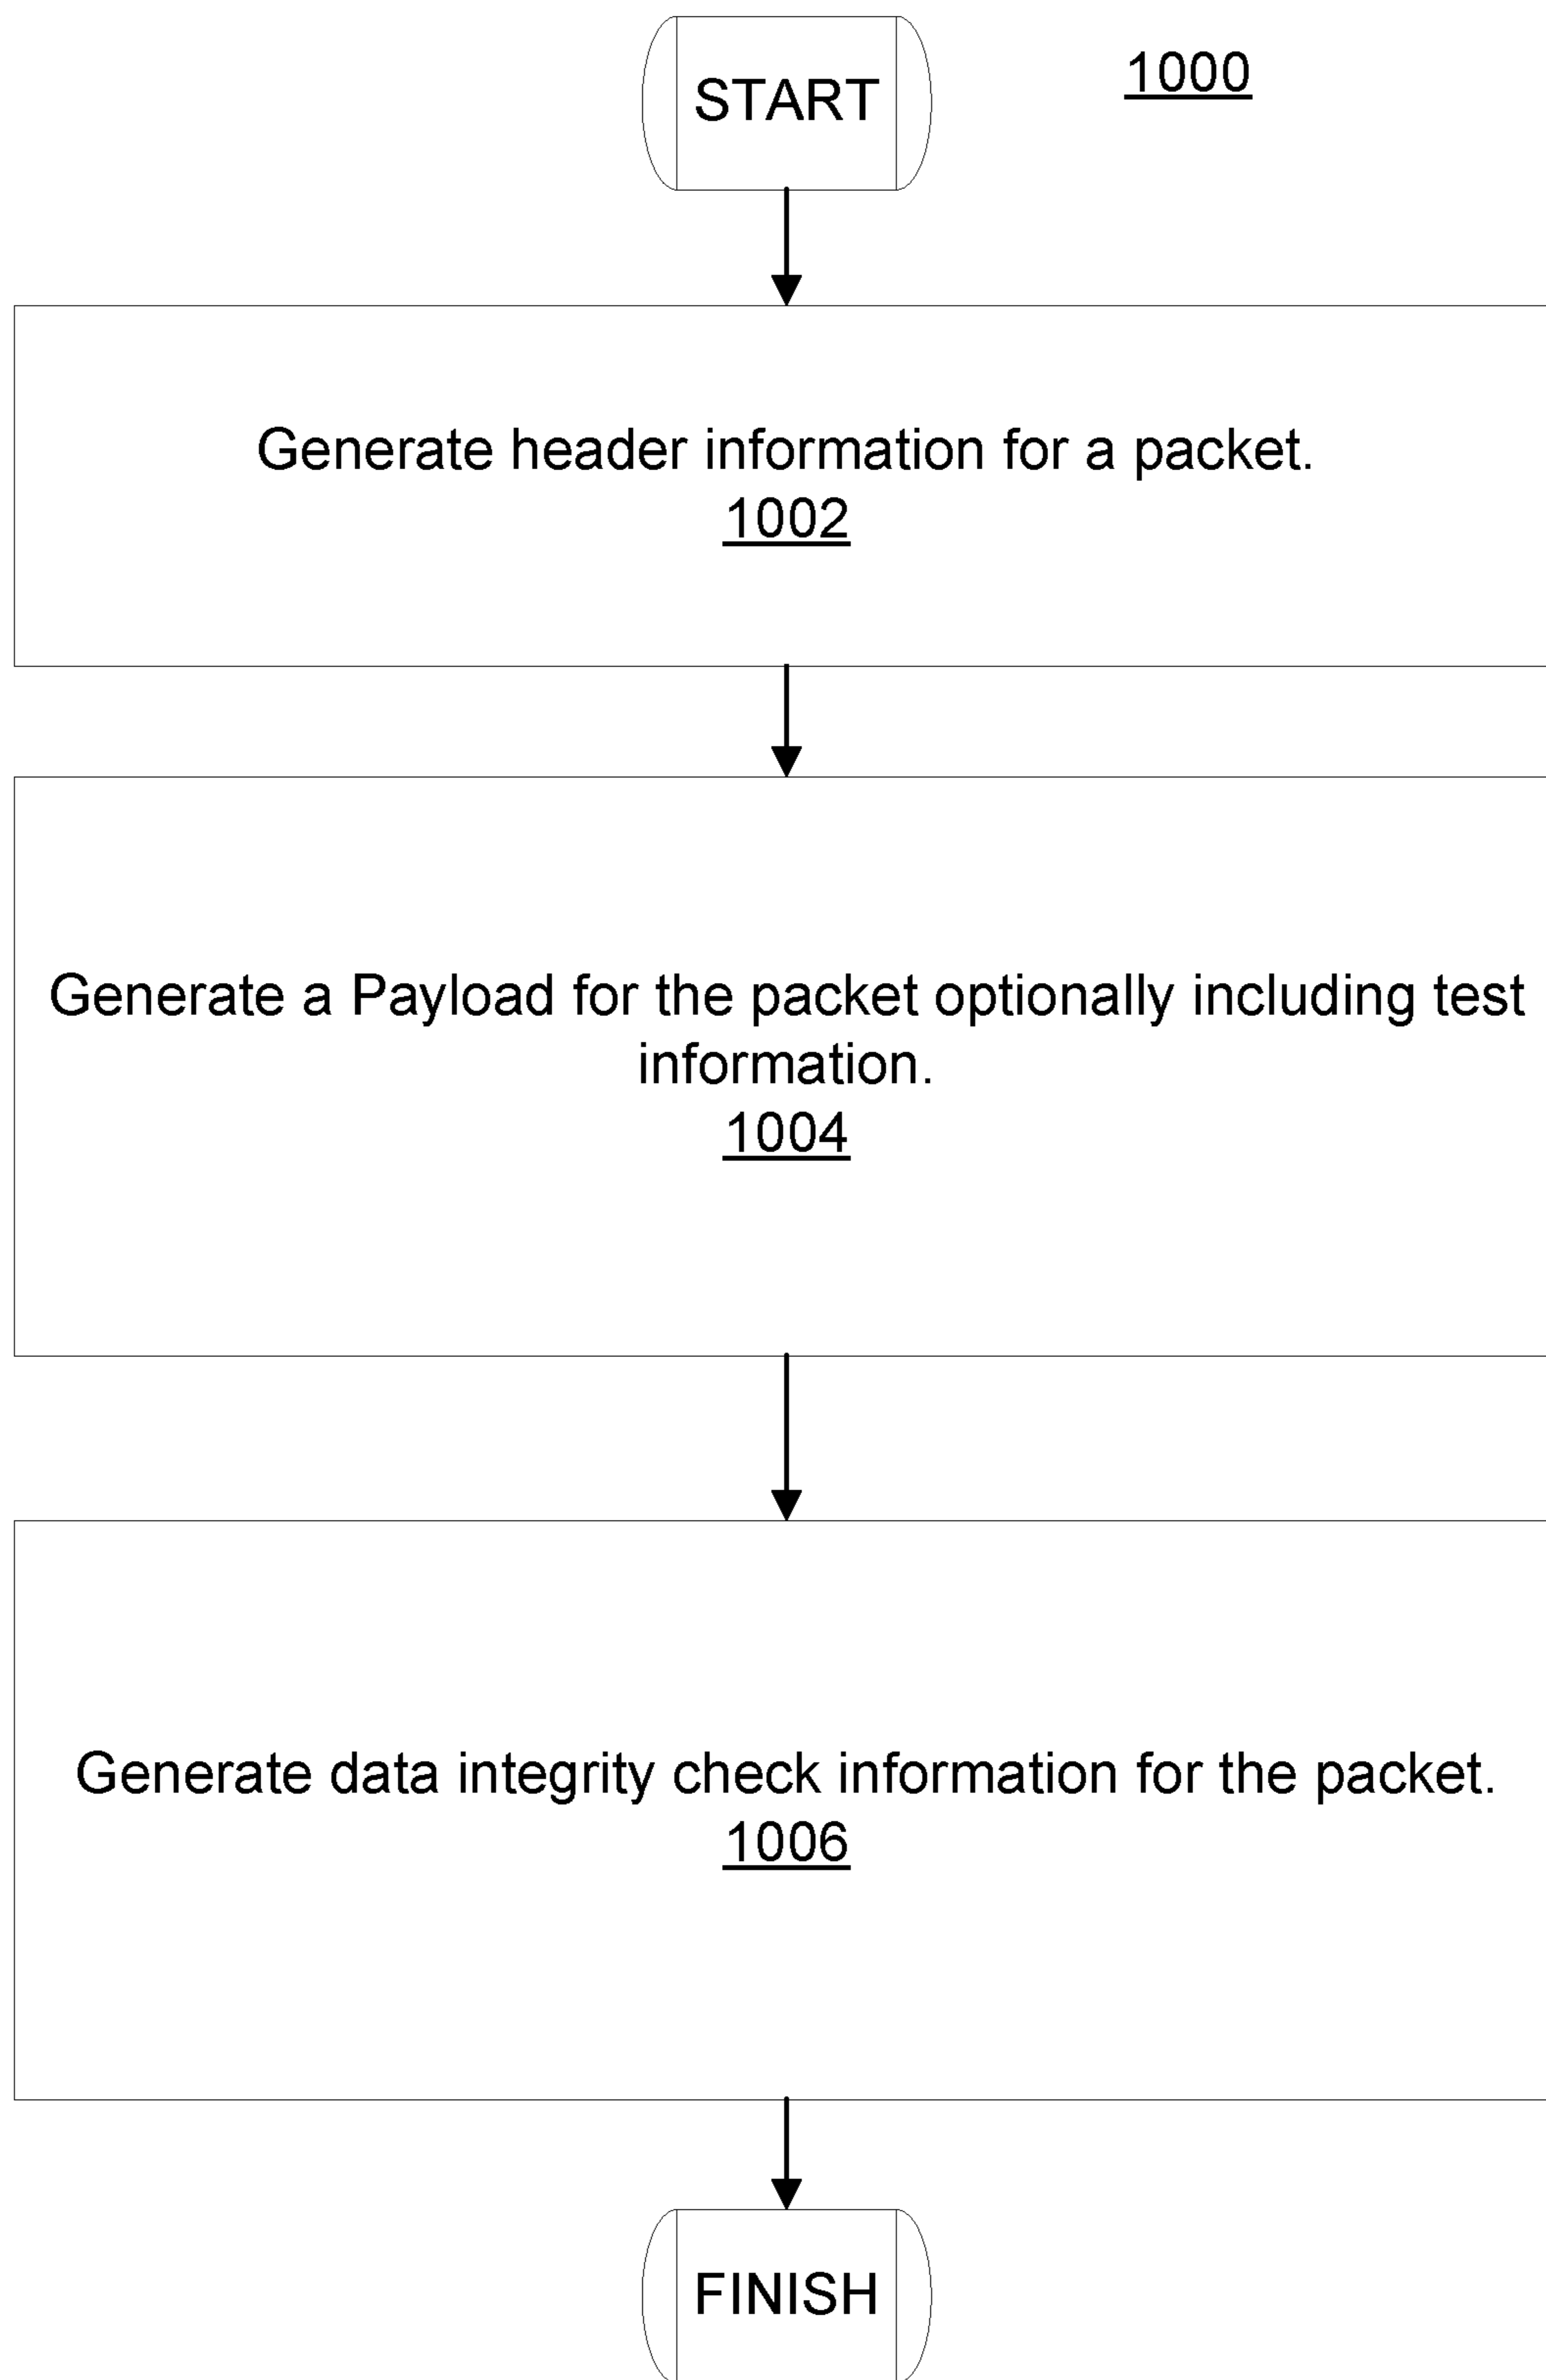 START
1000
Generate header information for a packet.
1002
Generate a Payload for the packet optionally including test
information.
1004
Generate data integrity check information for the packet.
1006
FINISH